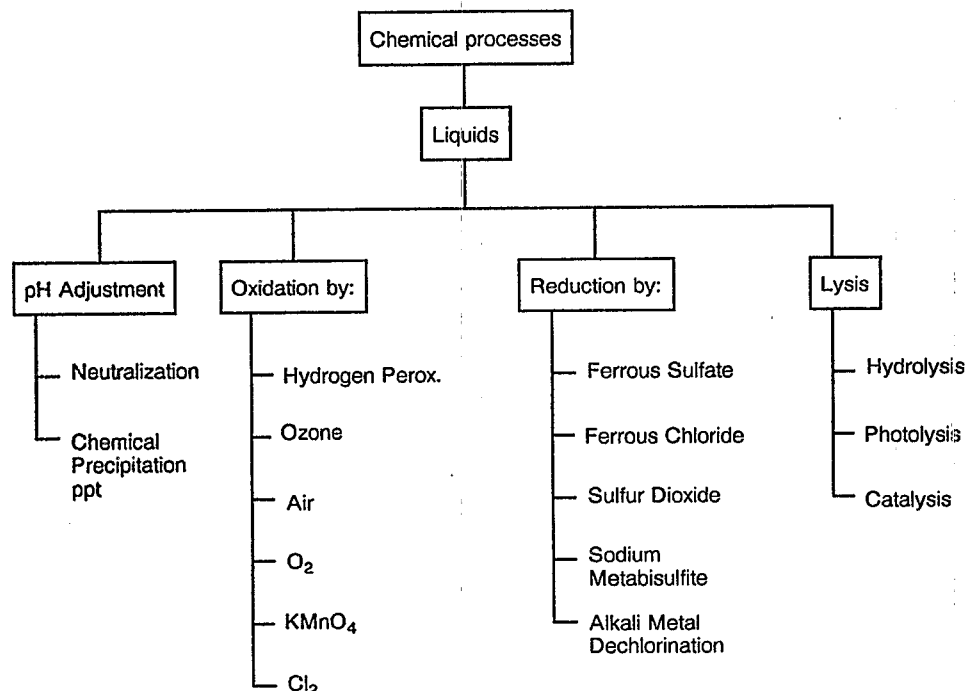 Chemical processes
Liquids
pH Adjustment
Neutralization
Chemical
Precipitation
ppt
Oxidation by:
Hydrogen Perox.
Ozone
Air
O₂
KMnO₄
Cl₂
Reduction by:
Ferrous Sulfate
Ferrous Chloride
Sulfur Dioxide
Sodium
Metabisulfite
Alkali Metal
Dechlorination
Lysis
Hydrolysis
Photolysis
Catalysis